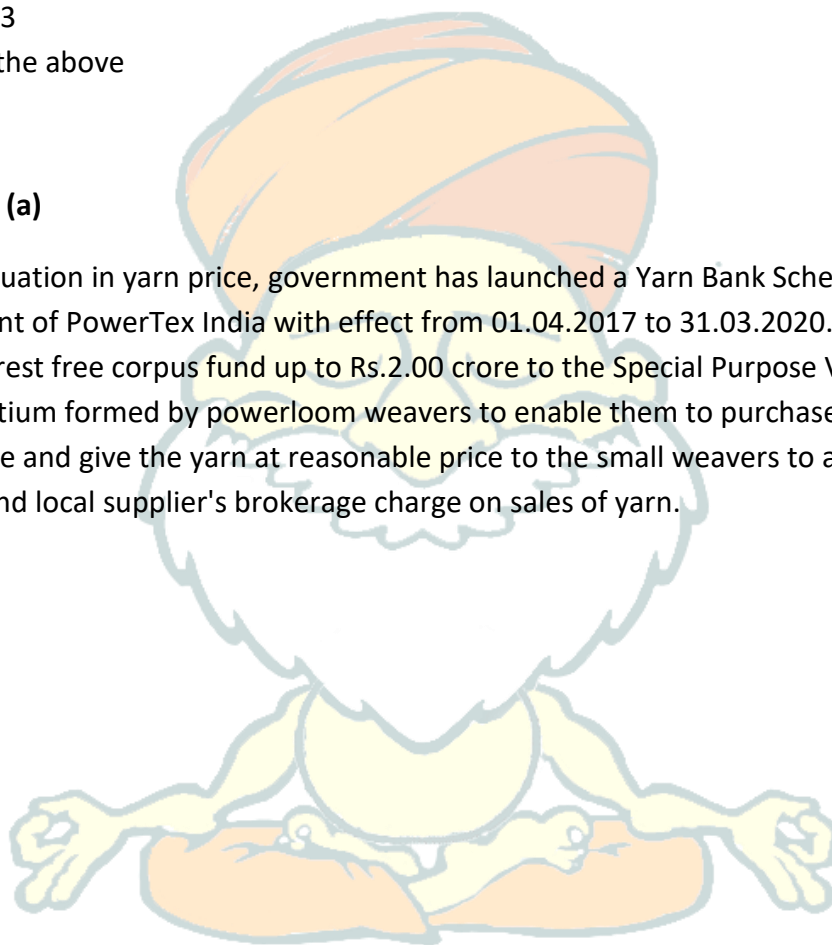 3
the above
(a)
uation in yarn price, government has launched a Yarn Bank Sche
nt of PowerTex India with effect from 01.04.2017 to 31.03.2020.
rest free corpus fund up to Rs.2.00 crore to the Special Purpose V
tium formed by powerloom weavers to enable them to purchase
e and give the yarn at reasonable price to the small weavers to a
nd local supplier's brokerage charge on sales of yarn.